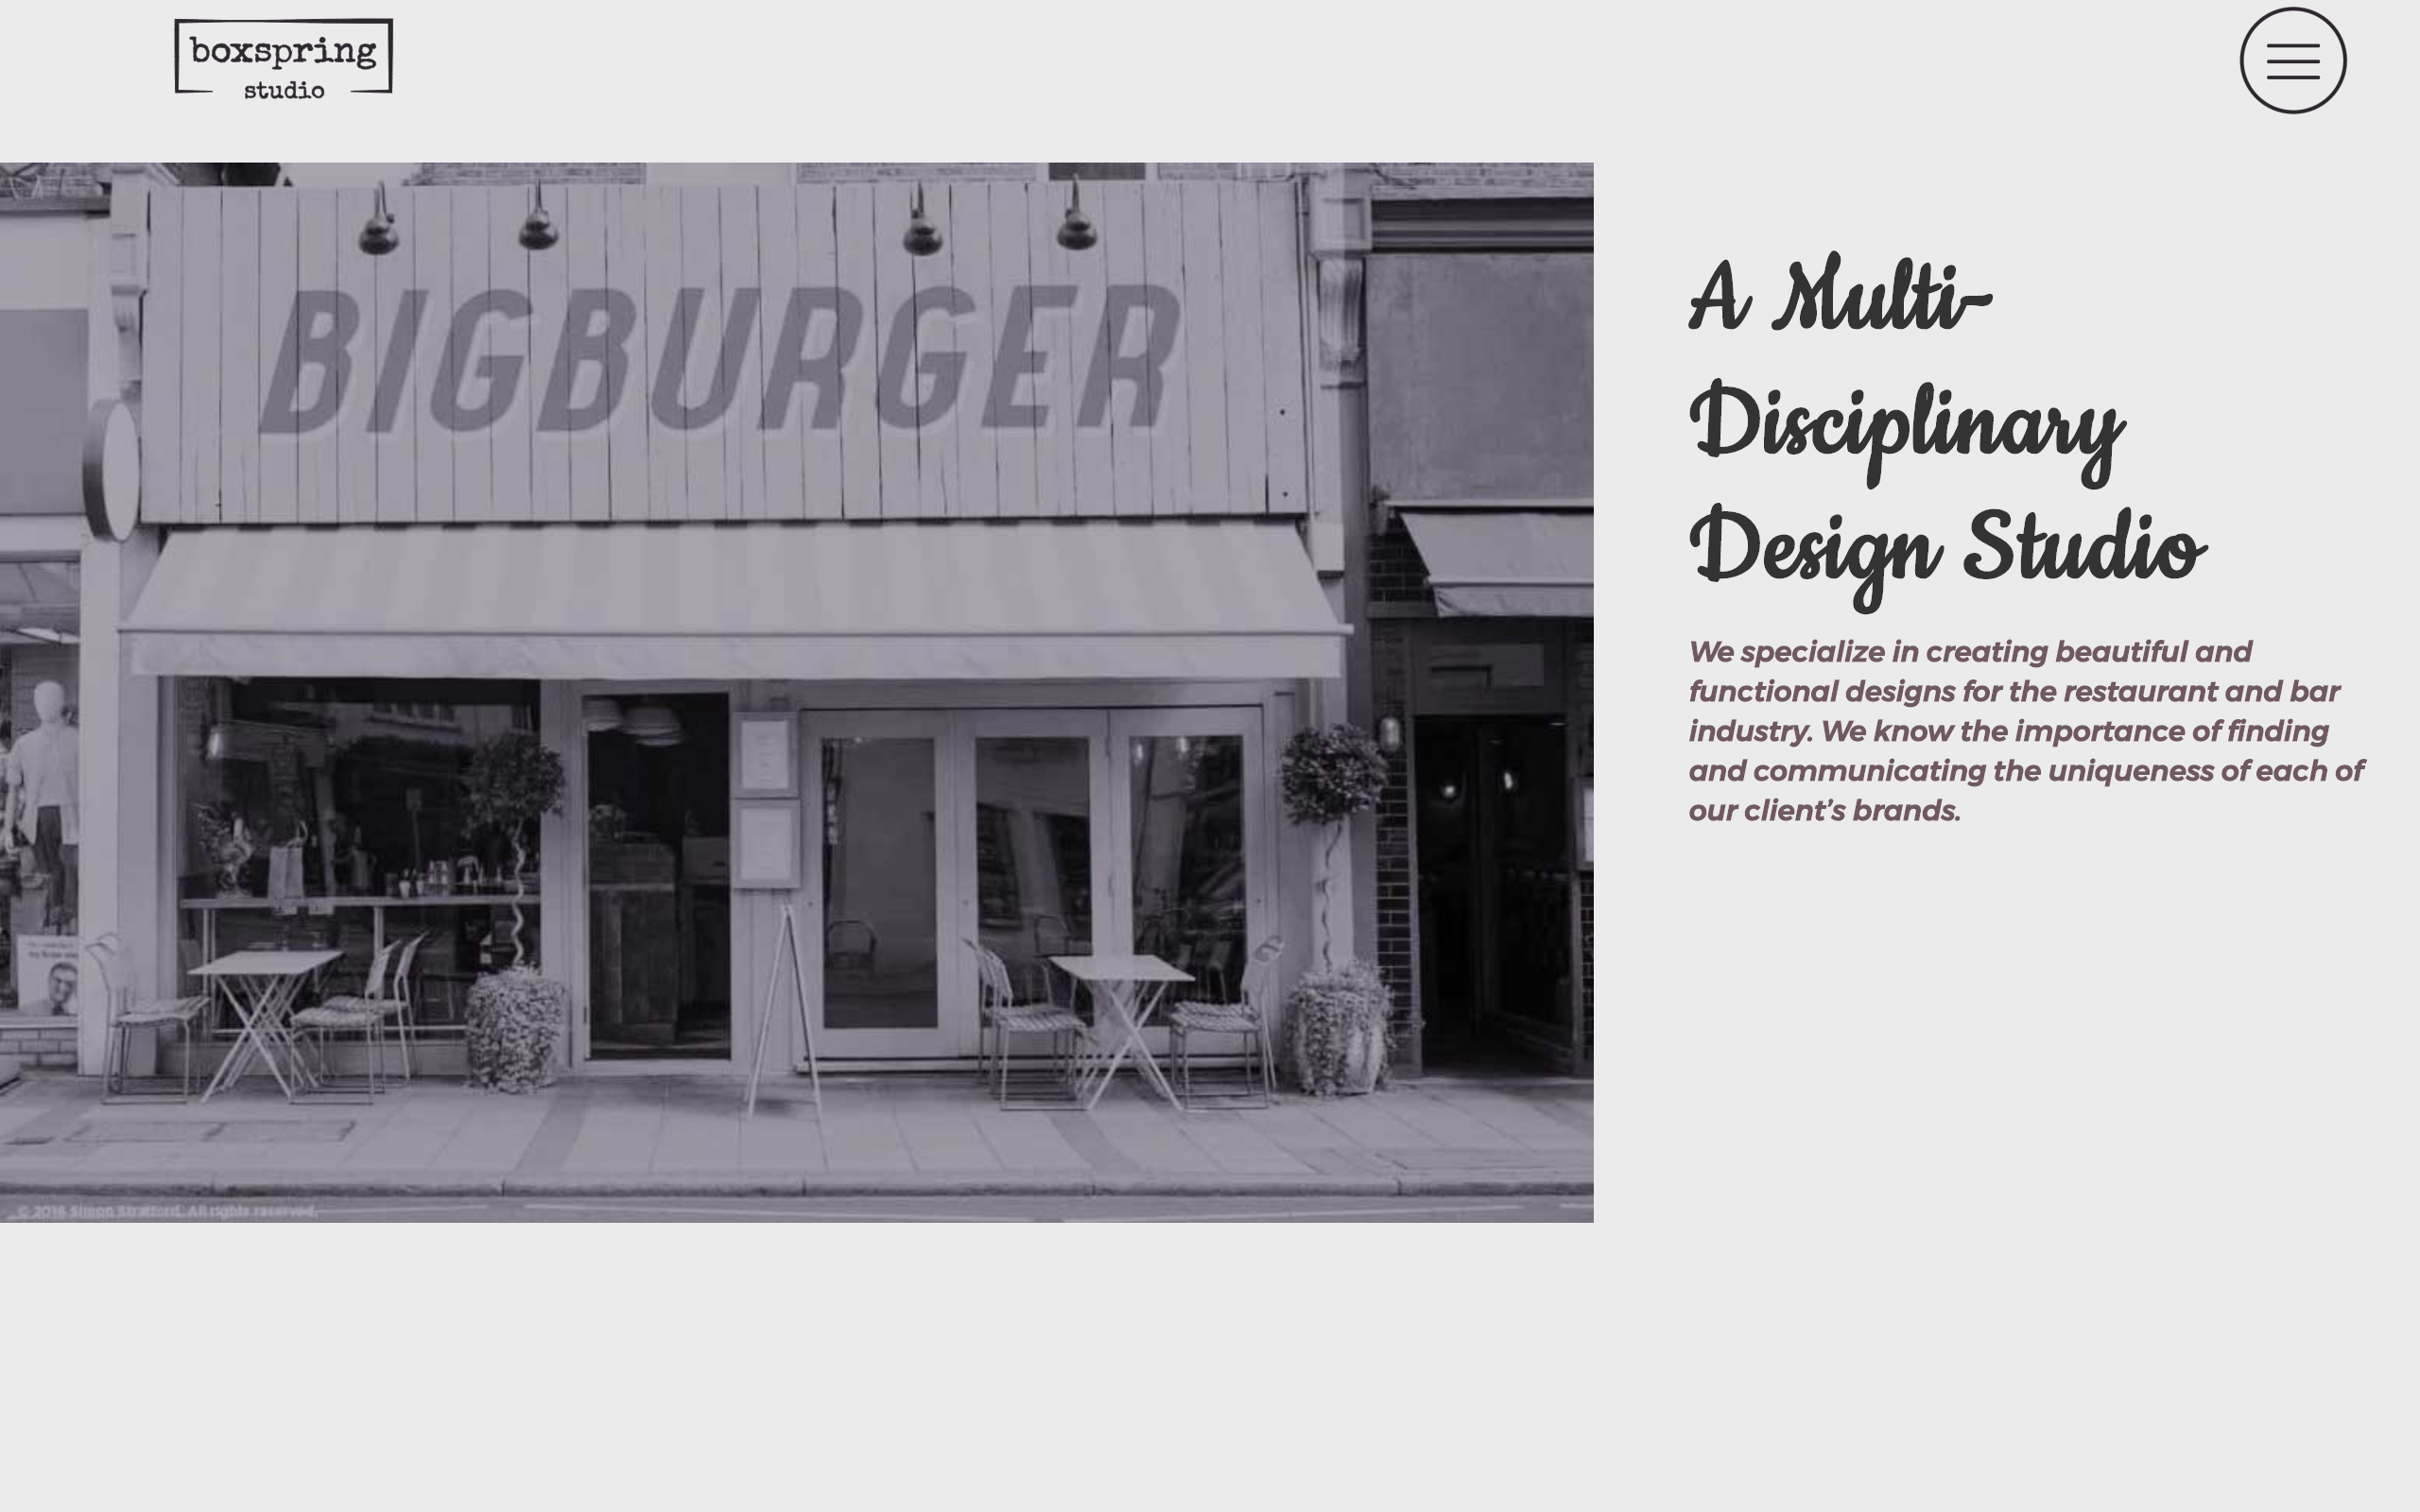 boxspring
studio
BIGBURGER
A Multi-
Disciplinary
Design Studio
We specialize in creating beautiful and
functional designs for the restaurant and bar
industry. We know the importance of finding
and communicating the uniqueness of each of
our client’s brands.
© 2016 Simon Stratford. All rights reserved.